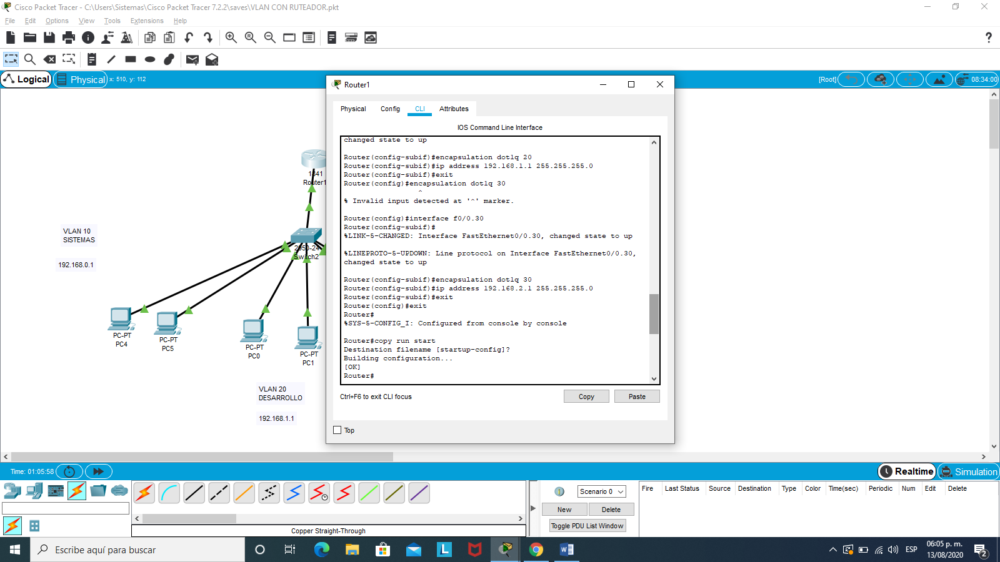 Cisco Packet Tracer - C:\Users\Sistemas\Cisco Packet Tracer 7.2.2\saves\VLAN CON RUTEADOR.pkt
File Edit Options View Tools Extensions Help
?
Logical Physical x: 510, y: 112 [Root] 08:34:00
Router1
Physical Config CLI Attributes
IOS Command Line Interface
changed state to up
Router(config-subif)#encapsulation dot1q 20
Router(config-subif)#ip address 192.168.1.1 255.255.255.0
Router(config-subif)#exit
Router(config)#encapsulation dot1q 30
^
% Invalid input detected at '^' marker.
Router(config)#interface f0/0.30
Router(config-subif)#
%LINK-5-CHANGED: Interface FastEthernet0/0.30, changed state to up
%LINEPROTO-5-UPDOWN: Line protocol on Interface FastEthernet0/0.30,
changed state to up
Router(config-subif)#encapsulation dot1q 30
Router(config-subif)#ip address 192.168.2.1 255.255.255.0
Router(config-subif)#exit
Router(config)#exit
Router#
%SYS-5-CONFIG_I: Configured from console by console
Router#copy run start
Destination filename [startup-config]?
Building configuration...
[OK]
Router#
Ctrl+F6 to exit CLI focus
Copy Paste
Top
1841
Router1
2950-24
Switch2
VLAN 10
SISTEMAS
192.168.0.1
PC-PT
PC4
PC-PT
PC5
PC-PT
PC0
PC-PT
PC1
VLAN 20
DESARROLLO
192.168.1.1
Time: 01:05:58
Realtime Simulation
Scenario 0
New Delete
Toggle PDU List Window
Fire Last Status Source Destination Type Color Time(sec) Periodic Num Edit Delete
Copper Straight-Through
Escribe aquí para buscar
ESP
06:05 p. m.
13/08/2020
2